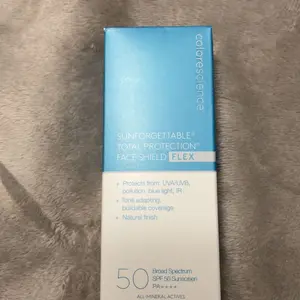 colorescience
SUNFORGETTABLE®
TOTAL PROTECTION™
FACE SHIELD FLEX
• Protects from: UVA/UVB,
pollution, blue light, IR
• Tone adapting,
buildable coverage
• Natural finish
50
Broad Spectrum
SPF 50 Sunscreen
PA++++
ALL MINERAL ACTIVES